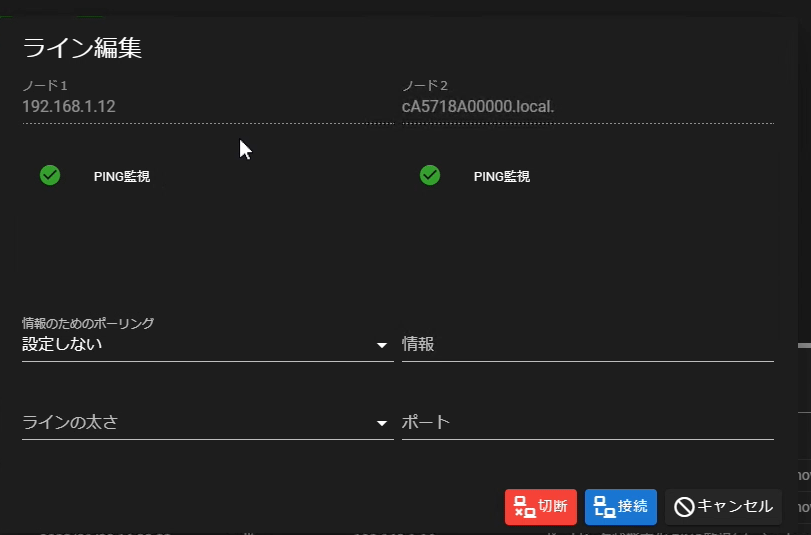 ライン編集
ノード1 ノード2
192.168.1.12 cA5718A00000.local.
PING監視 PING監視
情報のためのポーリング
設定しない 情報
ラインの太さ ポート
切断 接続 キャンセル